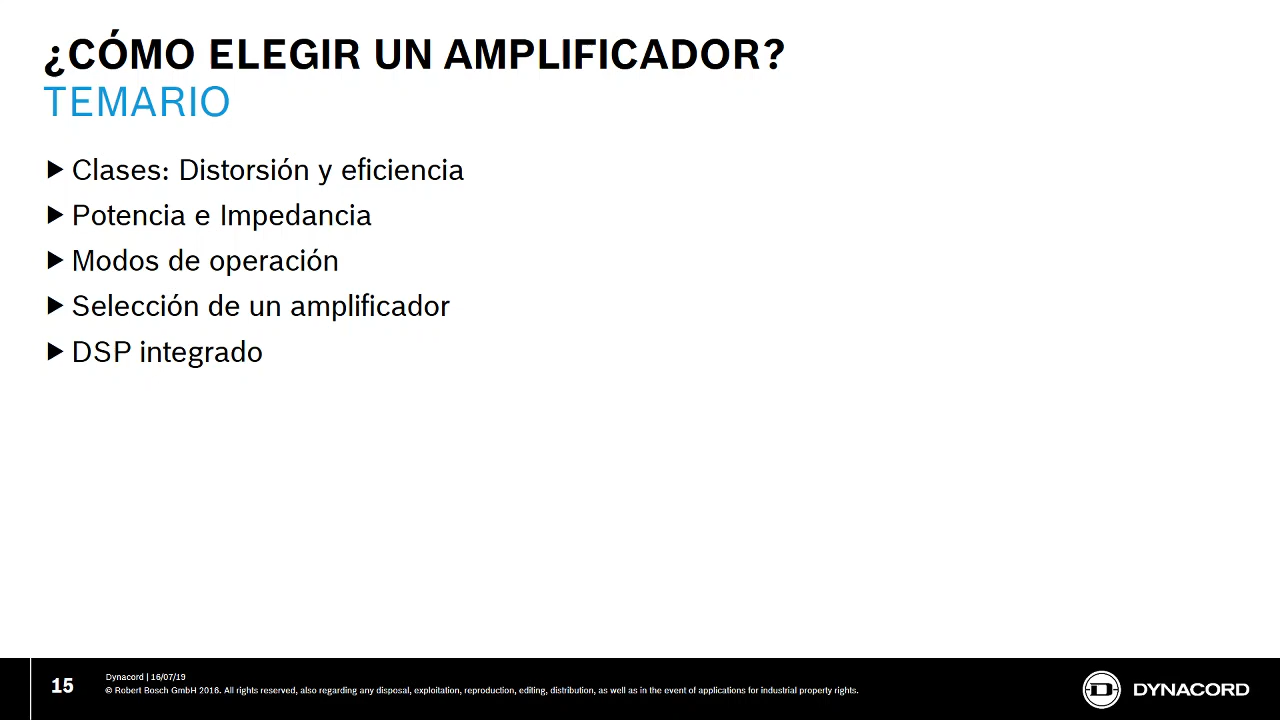 ¿CÓMO ELEGIR UN AMPLIFICADOR?
TEMARIO
Clases: Distorsión y eficiencia
Potencia e Impedancia
Modos de operación
Selección de un amplificador
DSP integrado
15
Dynacord | 16/07/19
© Robert Bosch GmbH 2016. All rights reserved, also regarding any disposal, exploitation, reproduction, editing, distribution, as well as in the event of applications for industrial property rights.
DYNACORD